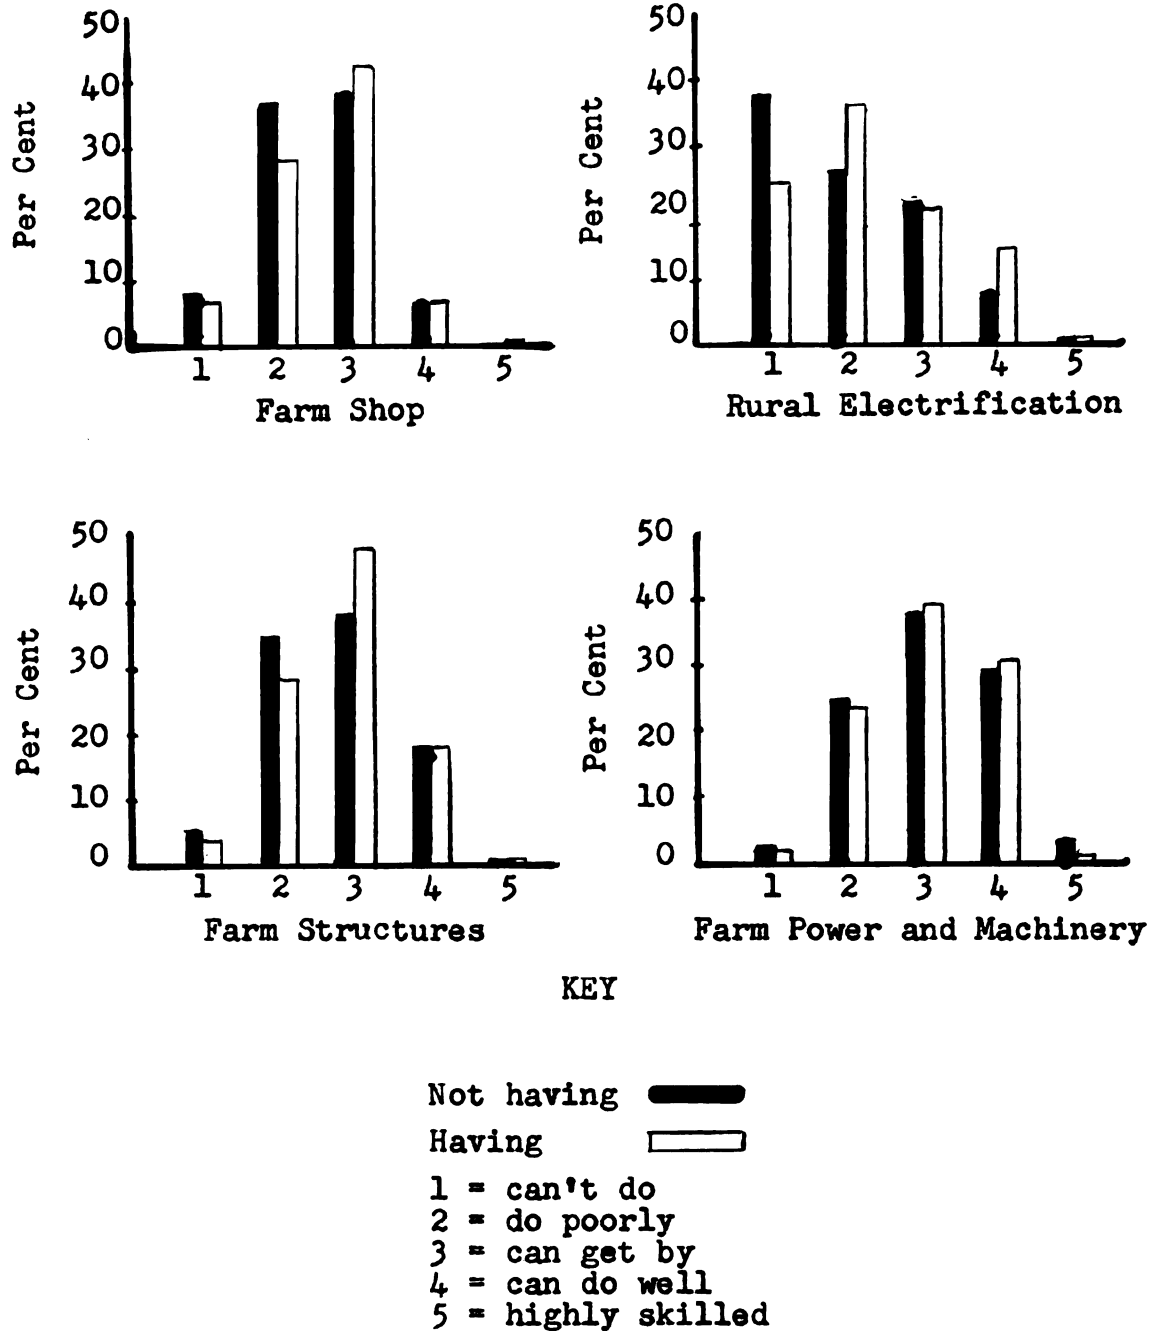 50
40
30
20
10
0
Per Cent
1 2 3 4 5
Farm Shop
50
40
30
20
10
0
Per Cent
1 2 3 4 5
Rural Electrification
50
40
30
20
10
0
Per Cent
1 2 3 4 5
Farm Structures
50
40
30
20
10
0
Per Cent
1 2 3 4 5
Farm Power and Machinery
KEY
Not having
Having
1 = can't do
2 = do poorly
3 = can get by
4 = can do well
5 = highly skilled